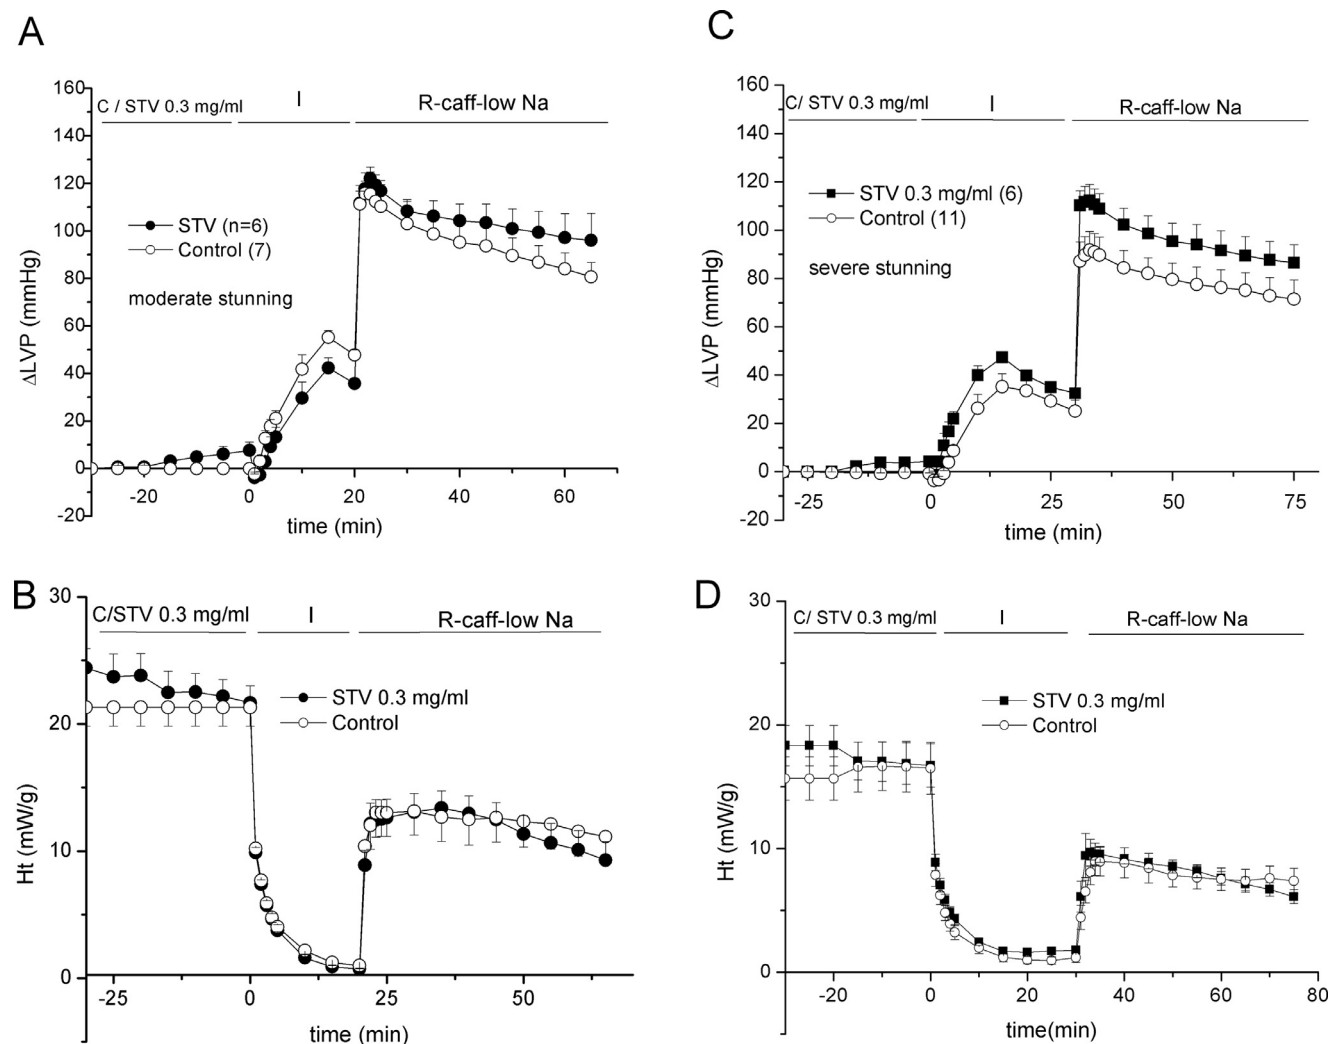 A
160
140
120
100
80
60
40
20
0
-20
C / STV 0.3 mg/ml
I
R-caff-low Na
STV (n=6)
Control (7)
moderate stunning
ΔLVP (mmHg)
-20
0
20
40
60
time (min)
C
160
140
120
100
80
60
40
20
0
-20
C/ STV 0.3 mg/ml
I
R-caff-low Na
STV 0.3 mg/ml (6)
Control (11)
severe stunning
ΔLVP (mmHg)
-25
0
25
50
75
time (min)
B
30
20
10
0
C/STV 0.3 mg/ml
I
R-caff-low Na
STV 0.3 mg/ml
Control
Ht (mW/g)
-25
0
25
50
time (min)
D
30
20
10
0
C/ STV 0.3 mg/ml
I
R-caff-low Na
STV 0.3 mg/ml
Control
Ht (mW/g)
-20
0
20
40
60
80
time(min)